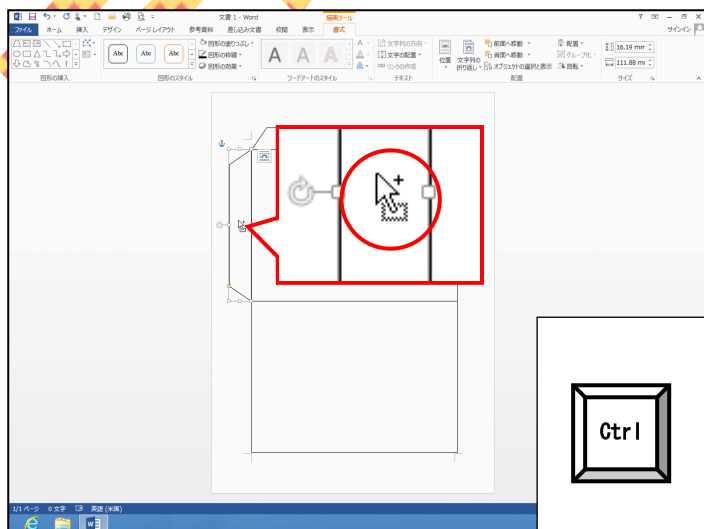 文書 1 - Word
描画ツール
サインイン
ファイル ホーム 挿入 デザイン ページ レイアウト 参考資料 差し込み文書 校閲 表示 書式
図形の塗りつぶし
図形の枠線
図形の効果
Abc Abc Abc
A A A
文字列の方向
文字の配置
リンクの作成
位置
文字列の
折り返し
前面へ移動
背面へ移動
オブジェクトの選択と表示
配置
グループ化
回転
16.19 mm
111.88 mi
図形の挿入 図形のスタイル ワードアートのスタイル テキスト 配置 サイズ
Ctrl
1/1 ページ 0 文字 英語 (米国)